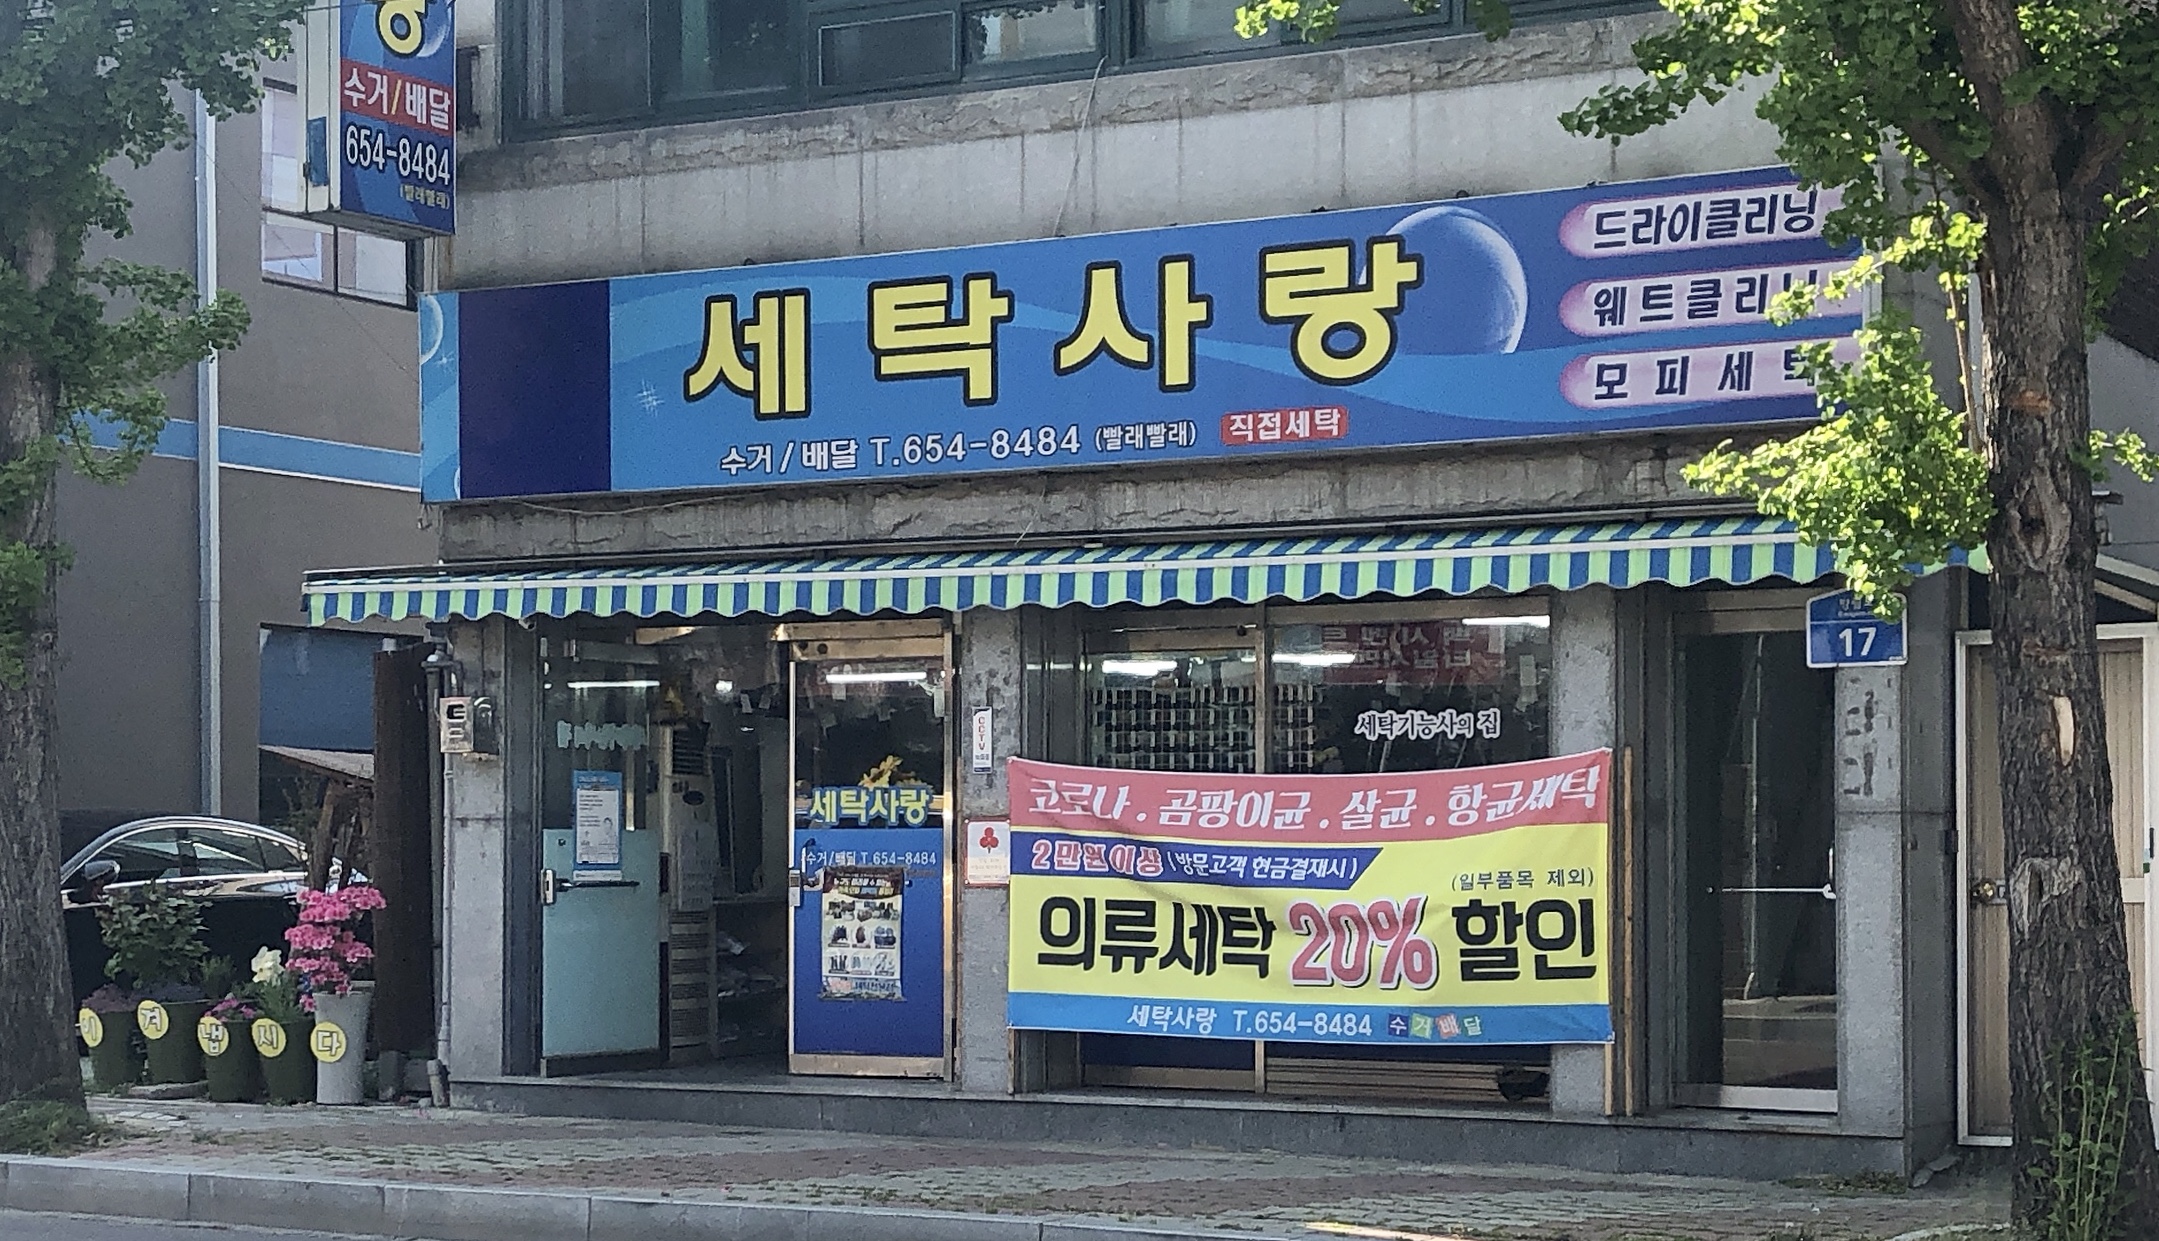 수거/배달
654-8484
(빨래빨래)
세탁사랑
수거/배달 T.654-8484 (빨래빨래) 직접세탁
드라이클리닝
웨트클리닝
모피세탁
17
CCTV
세탁기능사의 집
세탁사랑
수거/배달 T.654-8484
코로나.곰팡이균.살균.항균세탁
2만원이상 (방문고객 현금결재시)
(일부품목 제외)
의류세탁 20% 할인
세탁사랑 T.654-8484 수거배달
이겨냅시다